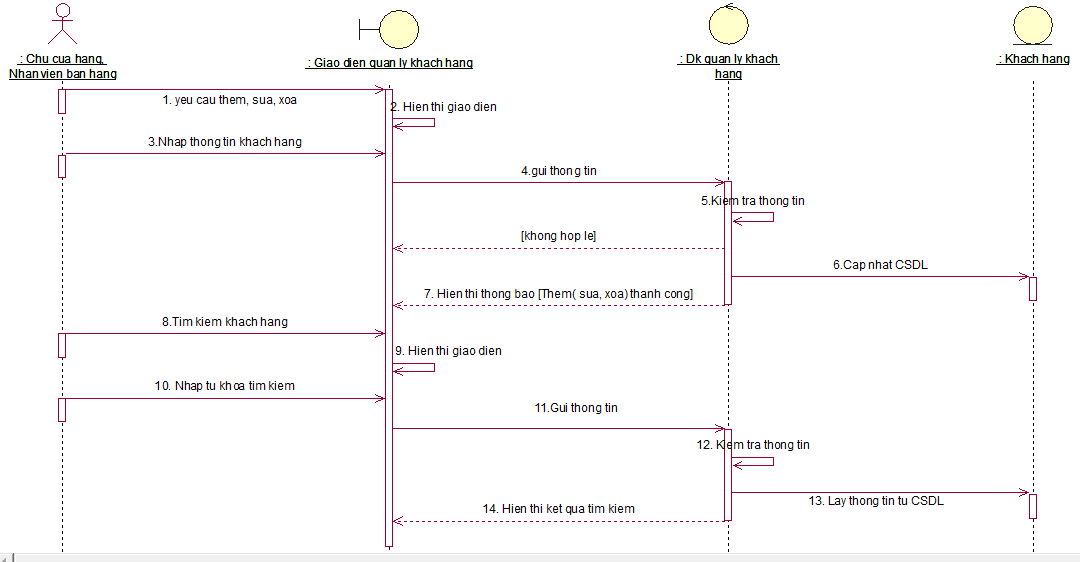 : Chu cua hang,
Nhan vien ban hang
: Giao dien quan ly khach hang
: Dk quan ly khach
hang
: Khach hang
1. yeu cau them, sua, xoa
2. Hien thi giao dien
3.Nhap thong tin khach hang
4.gui thong tin
5.Kiem tra thong tin
[khong hop le]
6.Cap nhat CSDL
7. Hien thi thong bao [Them( sua, xoa) thanh cong]
8.Tim kiem khach hang
9. Hien thi giao dien
10. Nhap tu khoa tim kiem
11.Gui thong tin
12. Kiem tra thong tin
13. Lay thong tin tu CSDL
14. Hien thi ket qua tim kiem